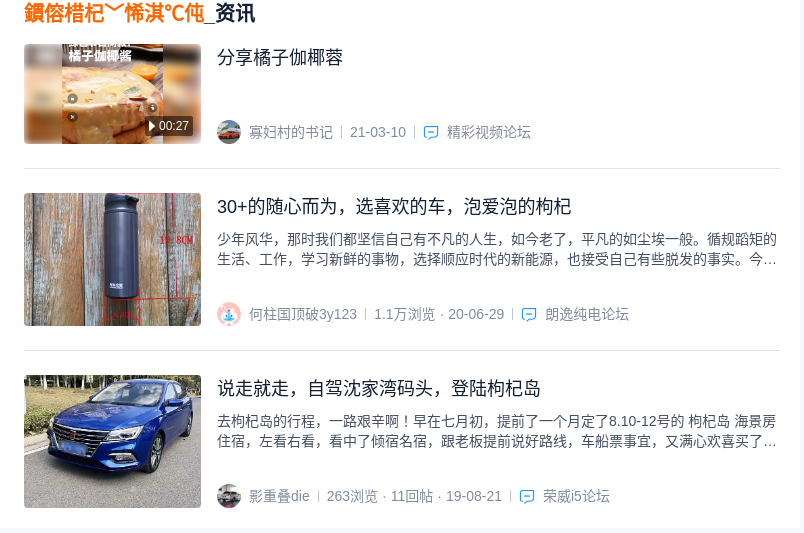 鐨傛棤杞﹀悕淇℃伅_资讯
橘子伽椰酱
00:27
分享橘子伽椰蓉
寡妇村的书记 21-03-10 精彩视频论坛
30+的随心而为，选喜欢的车，泡爱泡的枸杞
少年风华，那时我们都坚信自己有不凡的人生，如今老了，平凡的如尘埃一般。循规蹈矩的
生活、工作，学习新鲜的事物，选择顺应时代的新能源，也接受自己有些脱发的事实。今…
何柱国顶破3y123 1.1万浏览 · 20-06-29 朗逸纯电论坛
说走就走，自驾沈家湾码头，登陆枸杞岛
去枸杞岛的行程，一路艰辛啊！早在七月初，提前了一个月定了8.10-12号的 枸杞岛 海景房
住宿，左看右看，看中了倾宿名宿，跟老板提前说好路线，车船票事宜，又满心欢喜买了…
影重叠die 263浏览 · 11回帖 · 19-08-21 荣威i5论坛